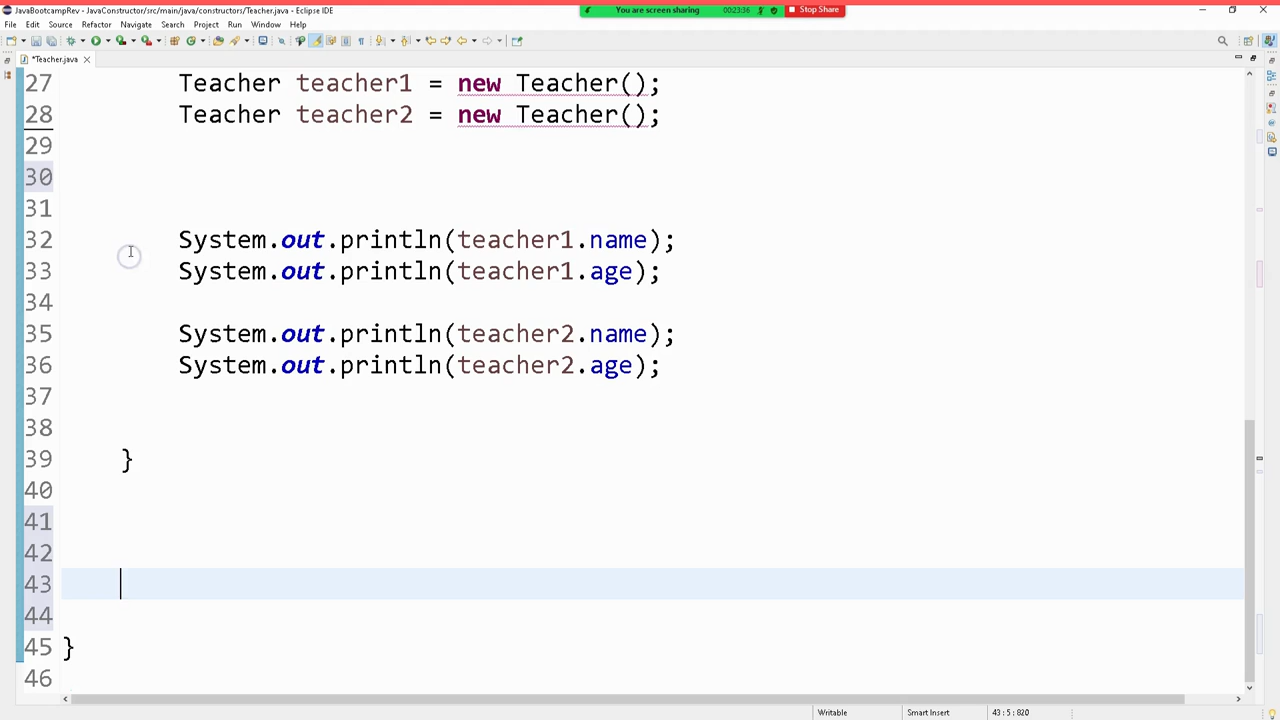 JavaBootcampRev - JavaConstructor/src/main/java/constructors/Teacher.java - Eclipse IDE
You are screen sharing 00:23:36 Stop Share
File Edit Source Refactor Navigate Search Project Run Window Help
*Teacher.java
27 Teacher teacher1 = new Teacher();
28 Teacher teacher2 = new Teacher();
29
30
31
32 System.out.println(teacher1.name);
33 System.out.println(teacher1.age);
34
35 System.out.println(teacher2.name);
36 System.out.println(teacher2.age);
37
38
39 }
40
41
42
43
44
45 }
46
Writable Smart Insert 43 : 5 : 820